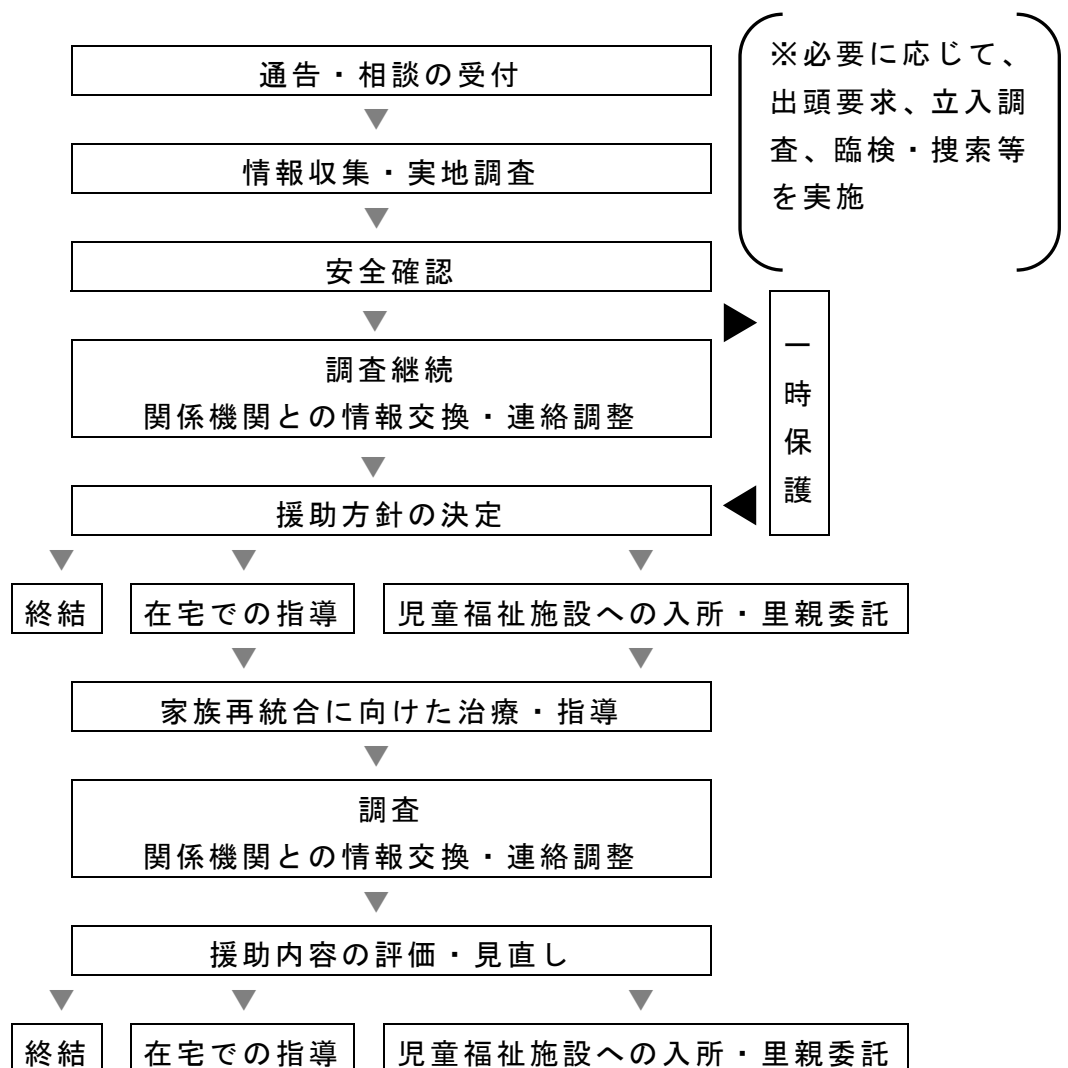 通告・相談の受付
※必要に応じて、
出頭要求、立入調
査、臨検・捜索等
を実施
情報収集・実地調査
安全確認
一時保護
調査継続
関係機関との情報交換・連絡調整
援助方針の決定
終結
在宅での指導
児童福祉施設への入所・里親委託
家族再統合に向けた治療・指導
調査
関係機関との情報交換・連絡調整
援助内容の評価・見直し
終結
在宅での指導
児童福祉施設への入所・里親委託